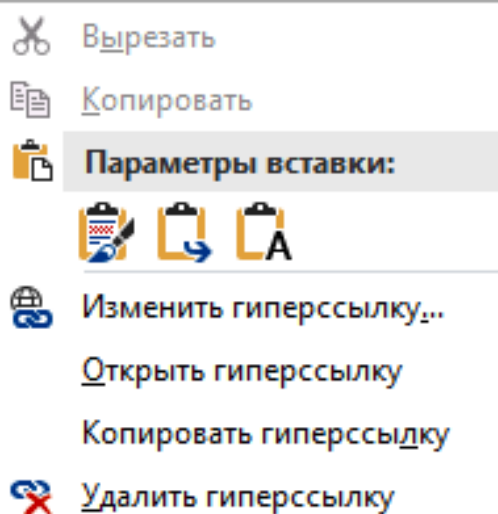 Вырезать
Копировать
Параметры вставки:
A
Изменить гиперссылку...
Открыть гиперссылку
Копировать гиперссылку
Удалить гиперссылку